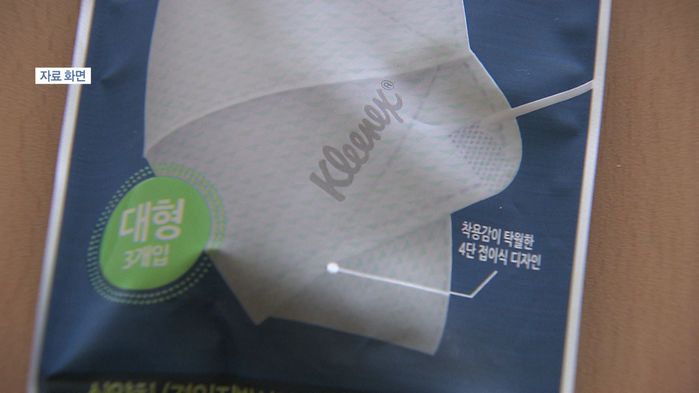 자료 화면
Kleenex®
대형
3개입
착용감이 탁월한
4단 접이식 디자인